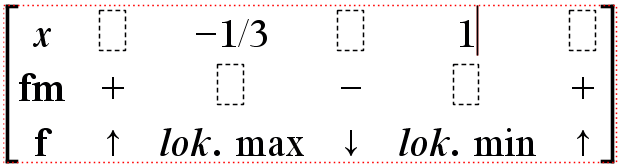 x −1/3 1
fm + − +
f ↑ lok. max ↓ lok. min ↑